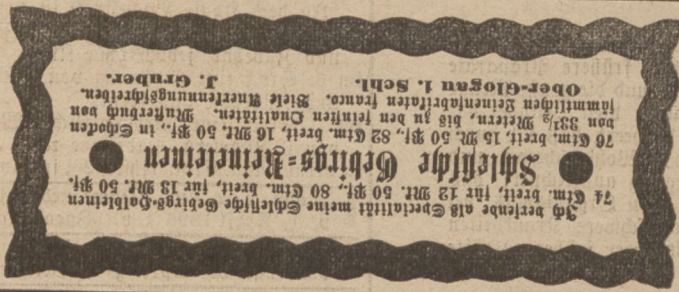 Ich versende als Specialität meine Schlesische Gebirgs-Halbleinen
74 Ctm. breit, für 12 M. 50 Pf., 80 Ctm. breit, für 13 M. 50 Pf.
Schlesische Gebirgs-Reinleinen
76 Ctm. breit, 15 M. 50 Pf., 82 Ctm. breit, 16 M. 50 Pf., in Schocken
von 33⅓ Metern, bis zu den feinsten Qualitäten. Musterbuch von
sämmtlichen Leinenfabrikaten franco. Viele Anerkennungsschreiben.
Ober-Glogau i. Schl. J. Gruber.